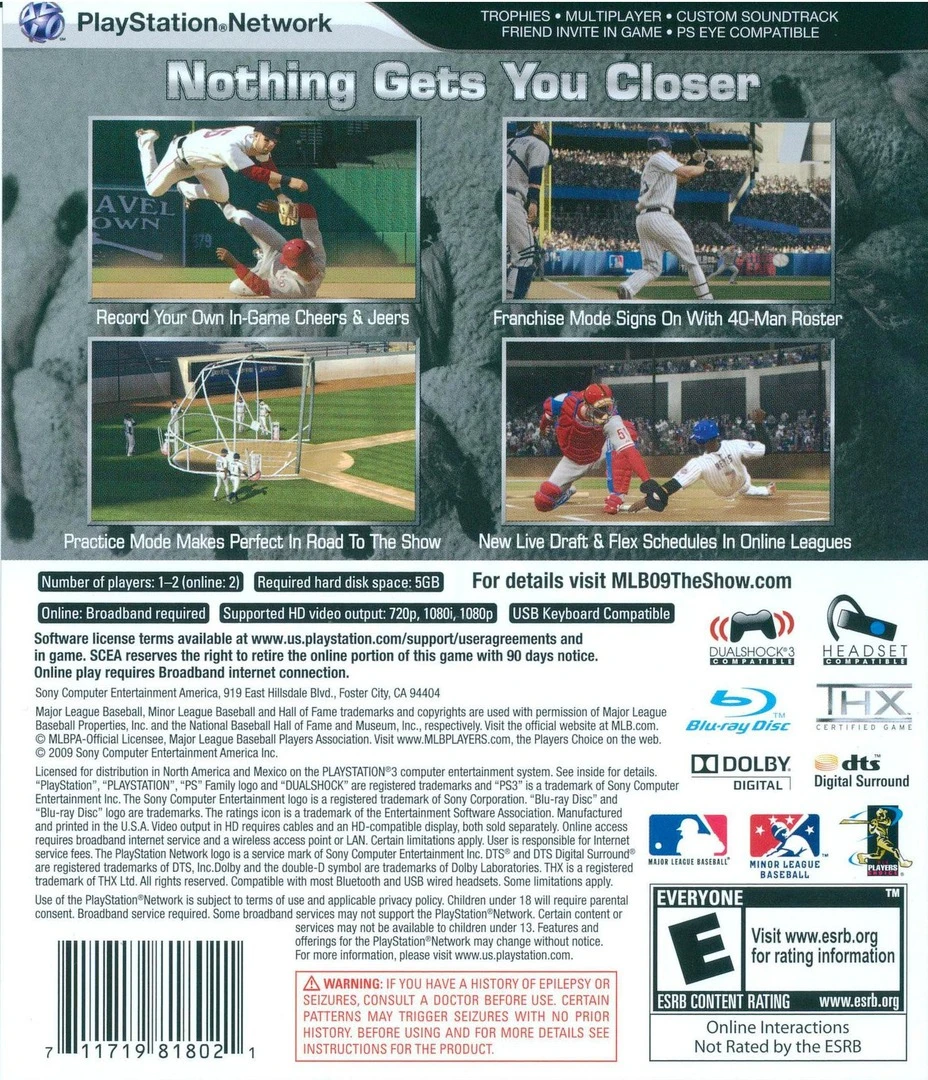 PlayStation®Network
TROPHIES • MULTIPLAYER • CUSTOM SOUNDTRACK
FRIEND INVITE IN GAME • PS EYE COMPATIBLE
Nothing Gets You Closer
AVEL
OWN
379
5
Record Your Own In-Game Cheers & Jeers
Franchise Mode Signs On With 40-Man Roster
51
Practice Mode Makes Perfect In Road To The Show
New Live Draft & Flex Schedules In Online Leagues
Number of players: 1–2 (online: 2)
Required hard disk space: 5GB
For details visit MLB09TheShow.com
Online: Broadband required
Supported HD video output: 720p, 1080i, 1080p
USB Keyboard Compatible
Software license terms available at www.us.playstation.com/support/useragreements and
in game. SCEA reserves the right to retire the online portion of this game with 90 days notice.
Online play requires Broadband internet connection.
Sony Computer Entertainment America, 919 East Hillsdale Blvd., Foster City, CA 94404
Major League Baseball, Minor League Baseball and Hall of Fame trademarks and copyrights are used with permission of Major League
Baseball Properties, Inc. and the National Baseball Hall of Fame and Museum, Inc., respectively. Visit the official website at MLB.com.
© MLBPA-Official Licensee, Major League Baseball Players Association. Visit www.MLBPLAYERS.com, the Players Choice on the web.
© 2009 Sony Computer Entertainment America Inc.
Licensed for distribution in North America and Mexico on the PLAYSTATION®3 computer entertainment system. See inside for details.
"PlayStation", "PLAYSTATION", "PS" Family logo and "DUALSHOCK" are registered trademarks and "PS3" is a trademark of Sony Computer
Entertainment Inc. The Sony Computer Entertainment logo is a registered trademark of Sony Corporation. "Blu-ray Disc" and
"Blu-ray Disc" logo are trademarks. The ratings icon is a trademark of the Entertainment Software Association. Manufactured
and printed in the U.S.A. Video output in HD requires cables and an HD-compatible display, both sold separately. Online access
requires broadband internet service and a wireless access point or LAN. Certain limitations apply. User is responsible for Internet
service fees. The PlayStation Network logo is a service mark of Sony Computer Entertainment Inc. DTS® and DTS Digital Surround®
are registered trademarks of DTS, Inc.Dolby and the double-D symbol are trademarks of Dolby Laboratories. THX is a registered
trademark of THX Ltd. All rights reserved. Compatible with most Bluetooth and USB wired headsets. Some limitations apply.
Use of the PlayStation®Network is subject to terms of use and applicable privacy policy. Children under 18 will require parental
consent. Broadband service required. Some broadband services may not support the PlayStation®Network. Certain content or
services may not be available to children under 13. Features and
offerings for the PlayStation®Network may change without notice.
For more information, please visit www.us.playstation.com.
DUALSHOCK®3
COMPATIBLE
HEADSET
COMPATIBLE
Blu-ray Disc™
THX
CERTIFIED GAME
DOLBY
DIGITAL
dts
Digital Surround
MAJOR LEAGUE BASEBALL®
MINOR LEAGUE™
BASEBALL
PLAYERS
CHOICE
WARNING: IF YOU HAVE A HISTORY OF EPILEPSY OR
SEIZURES, CONSULT A DOCTOR BEFORE USE. CERTAIN
PATTERNS MAY TRIGGER SEIZURES WITH NO PRIOR
HISTORY. BEFORE USING AND FOR MORE DETAILS SEE
INSTRUCTIONS FOR THE PRODUCT.
7 11719 81802 1
EVERYONE ™
E
Visit www.esrb.org
for rating information
ESRB CONTENT RATING www.esrb.org
Online Interactions
Not Rated by the ESRB